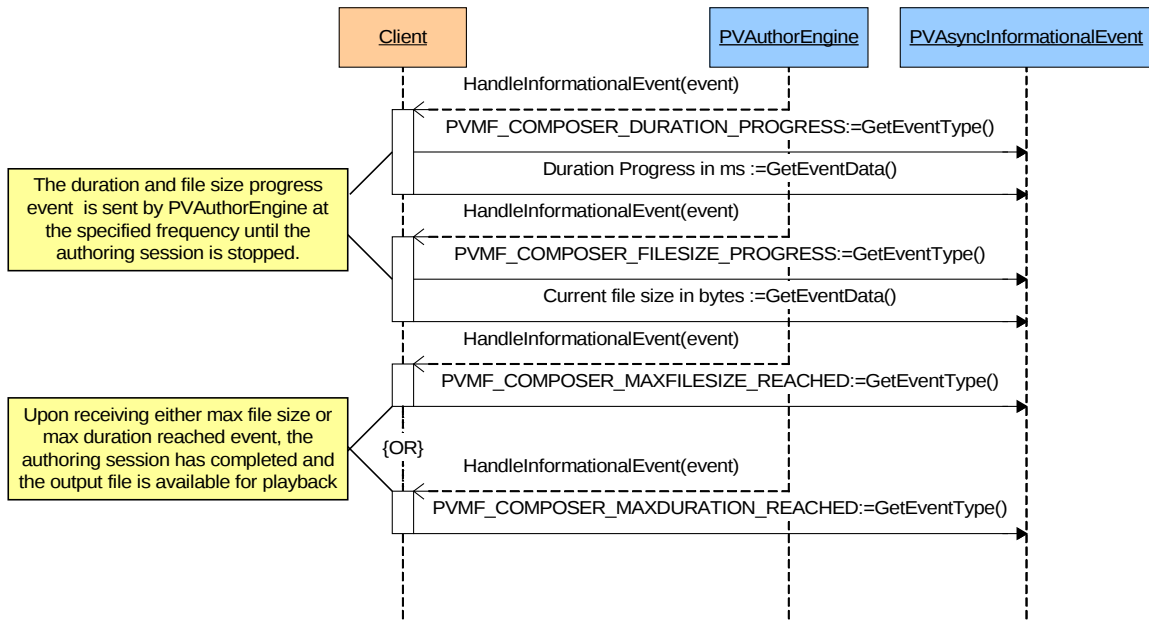 Client
PVAuthorEngine
PVAsyncInformationalEvent
HandleInformationalEvent(event)
PVMF_COMPOSER_DURATION_PROGRESS:=GetEventType()
Duration Progress in ms :=GetEventData()
The duration and file size progress
event is sent by PVAuthorEngine at
the specified frequency until the
authoring session is stopped.
HandleInformationalEvent(event)
PVMF_COMPOSER_FILESIZE_PROGRESS:=GetEventType()
Current file size in bytes :=GetEventData()
HandleInformationalEvent(event)
PVMF_COMPOSER_MAXFILESIZE_REACHED:=GetEventType()
Upon receiving either max file size or
max duration reached event, the
authoring session has completed and
the output file is available for playback
{OR}
HandleInformationalEvent(event)
PVMF_COMPOSER_MAXDURATION_REACHED:=GetEventType()